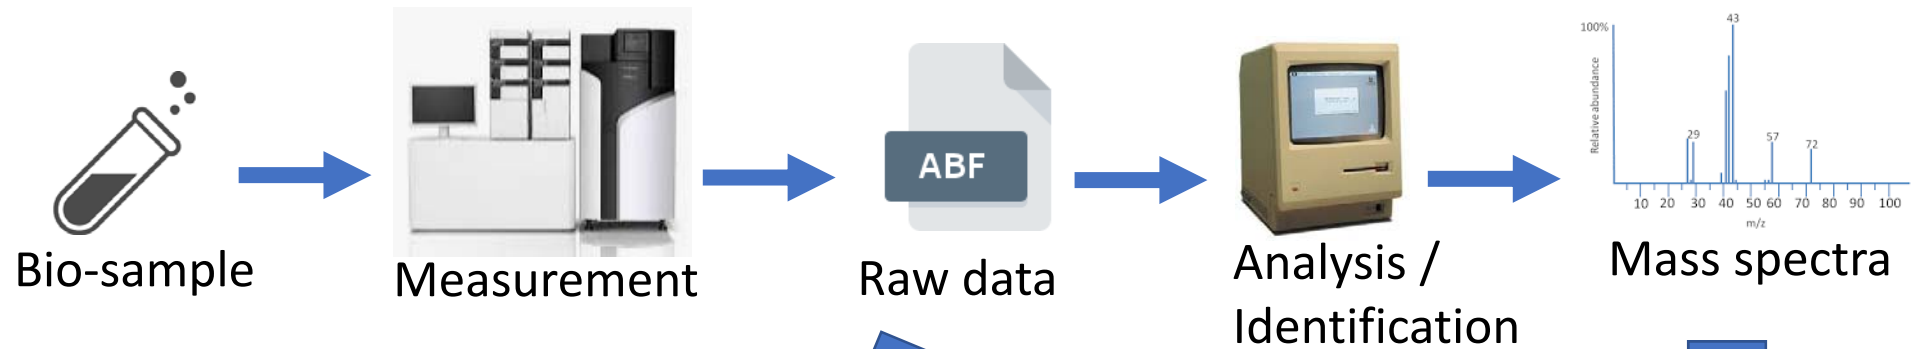 Bio-sample
Measurement
ABF
Raw data
Analysis /
Identification
100%
Relative abundance
43
29
57
72
10 20 30 40 50 60 70 80 90 100
m/z
Mass spectra